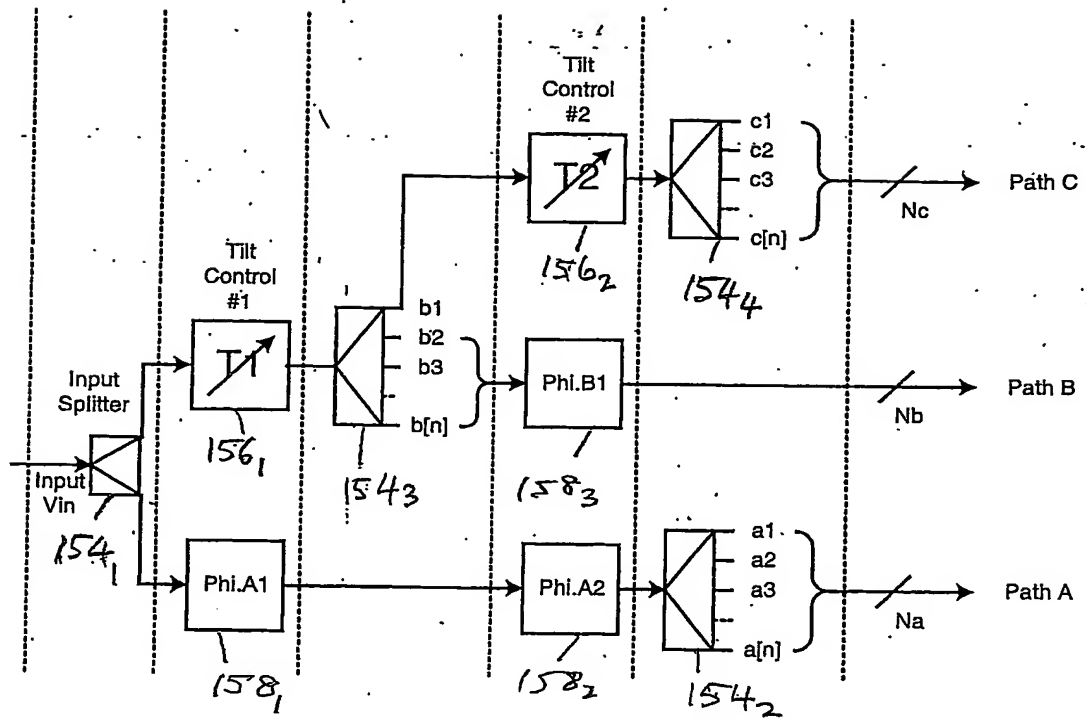 Tilt
Control
#2
T2
156₂
c1
c2
c3
c[n]
154₄
Nc
Path C
Tilt
Control
#1
T1
156₁
b1
b2
b3
b[n]
154₃
Phi.B1
158₃
Nb
Path B
Input
Splitter
Input
Vin
154₁
Phi.A1
158₁
Phi.A2
158₂
a1
a2
a3
a[n]
154₂
Na
Path A